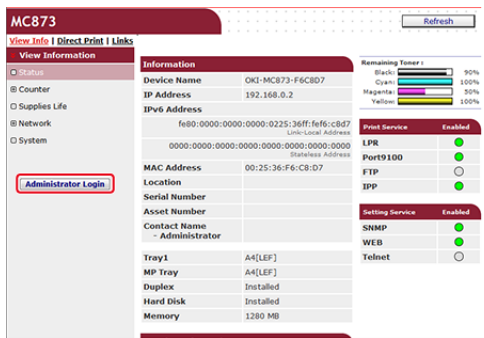 MC873
Refresh
View Info | Direct Print | Links
View Information
Status
Counter
Supplies Life
Network
System
Administrator Login
Information
Device Name OKI-MC873-F6C8D7
IP Address 192.168.0.2
IPv6 Address
fe80:0000:0000:0000:0225:36ff:fef6:c8d7
Link-Local Address
0000:0000:0000:0000:0000:0000:0000:0000
Stateless Address
MAC Address 00:25:36:F6:C8:D7
Location
Serial Number
Asset Number
Contact Name
- Administrator
Tray1 A4[LEF]
MP Tray A4[LEF]
Duplex Installed
Hard Disk Installed
Memory 1280 MB
Remaining Toner :
Black: 90%
Cyan: 100%
Magenta: 50%
Yellow: 100%
Print Service Enabled
LPR
Port9100
FTP
IPP
Setting Service Enabled
SNMP
WEB
Telnet